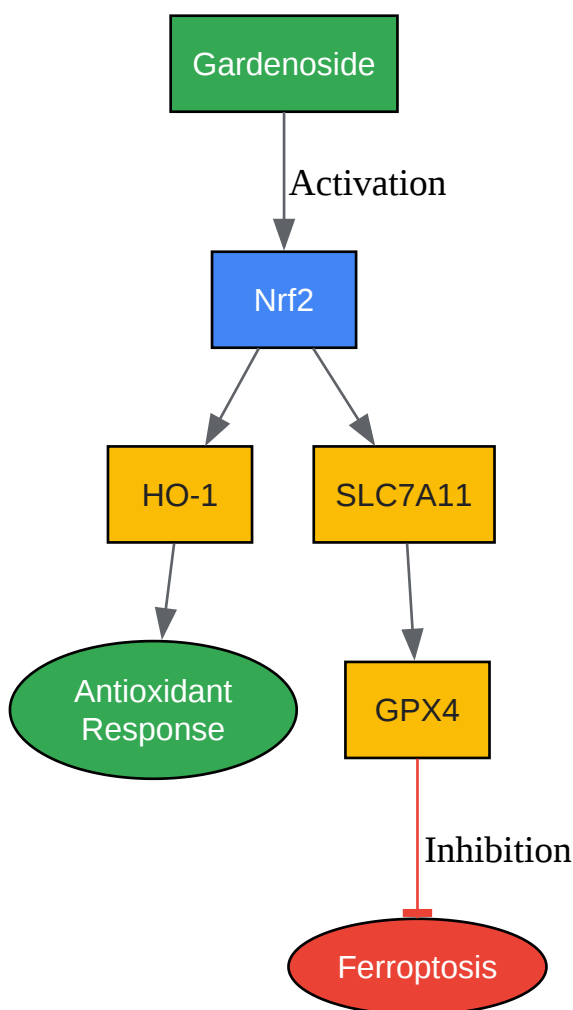 Gardenoside
Activation
Nrf2
HO-1
SLC7A11
Antioxidant
Response
GPX4
Inhibition
Ferroptosis